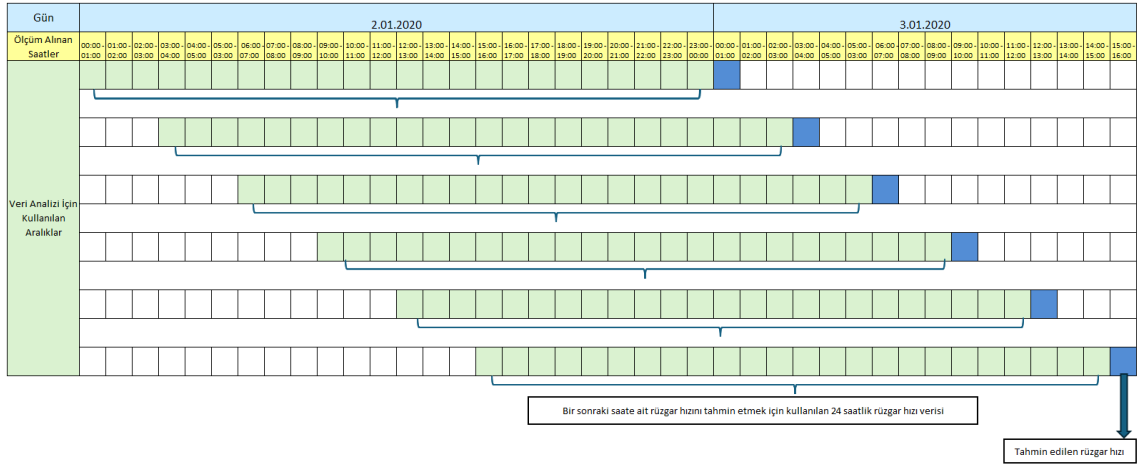 Gün
2.01.2020
3.01.2020
Ölçüm Alınan
Saatler
00:00 - 01:00 - 02:00 - 03:00 - 04:00 - 05:00 - 06:00 - 07:00 - 08:00 - 09:00 - 10:00 - 11:00 - 12:00 - 13:00 - 14:00 - 15:00 - 16:00 - 17:00 - 18:00 - 19:00 - 20:00 - 21:00 - 22:00 - 23:00 - 00:00 - 01:00 - 02:00 - 03:00 - 04:00 - 05:00 - 06:00 - 07:00 - 08:00 - 09:00 - 10:00 - 11:00 - 12:00 - 13:00 - 14:00 - 15:00 -
01:00 02:00 03:00 04:00 05:00 06:00 07:00 08:00 09:00 10:00 11:00 12:00 13:00 14:00 15:00 16:00 17:00 18:00 19:00 20:00 21:00 22:00 23:00 00:00 01:00 02:00 03:00 04:00 05:00 06:00 07:00 08:00 09:00 10:00 11:00 12:00 13:00 14:00 15:00 16:00
Veri Analizi İçin
Kullanılan
Aralıklar
Bir sonraki saate ait rüzgar hızını tahmin etmek için kullanılan 24 saatlik rüzgar hızı verisi
Tahmin edilen rüzgar hızı